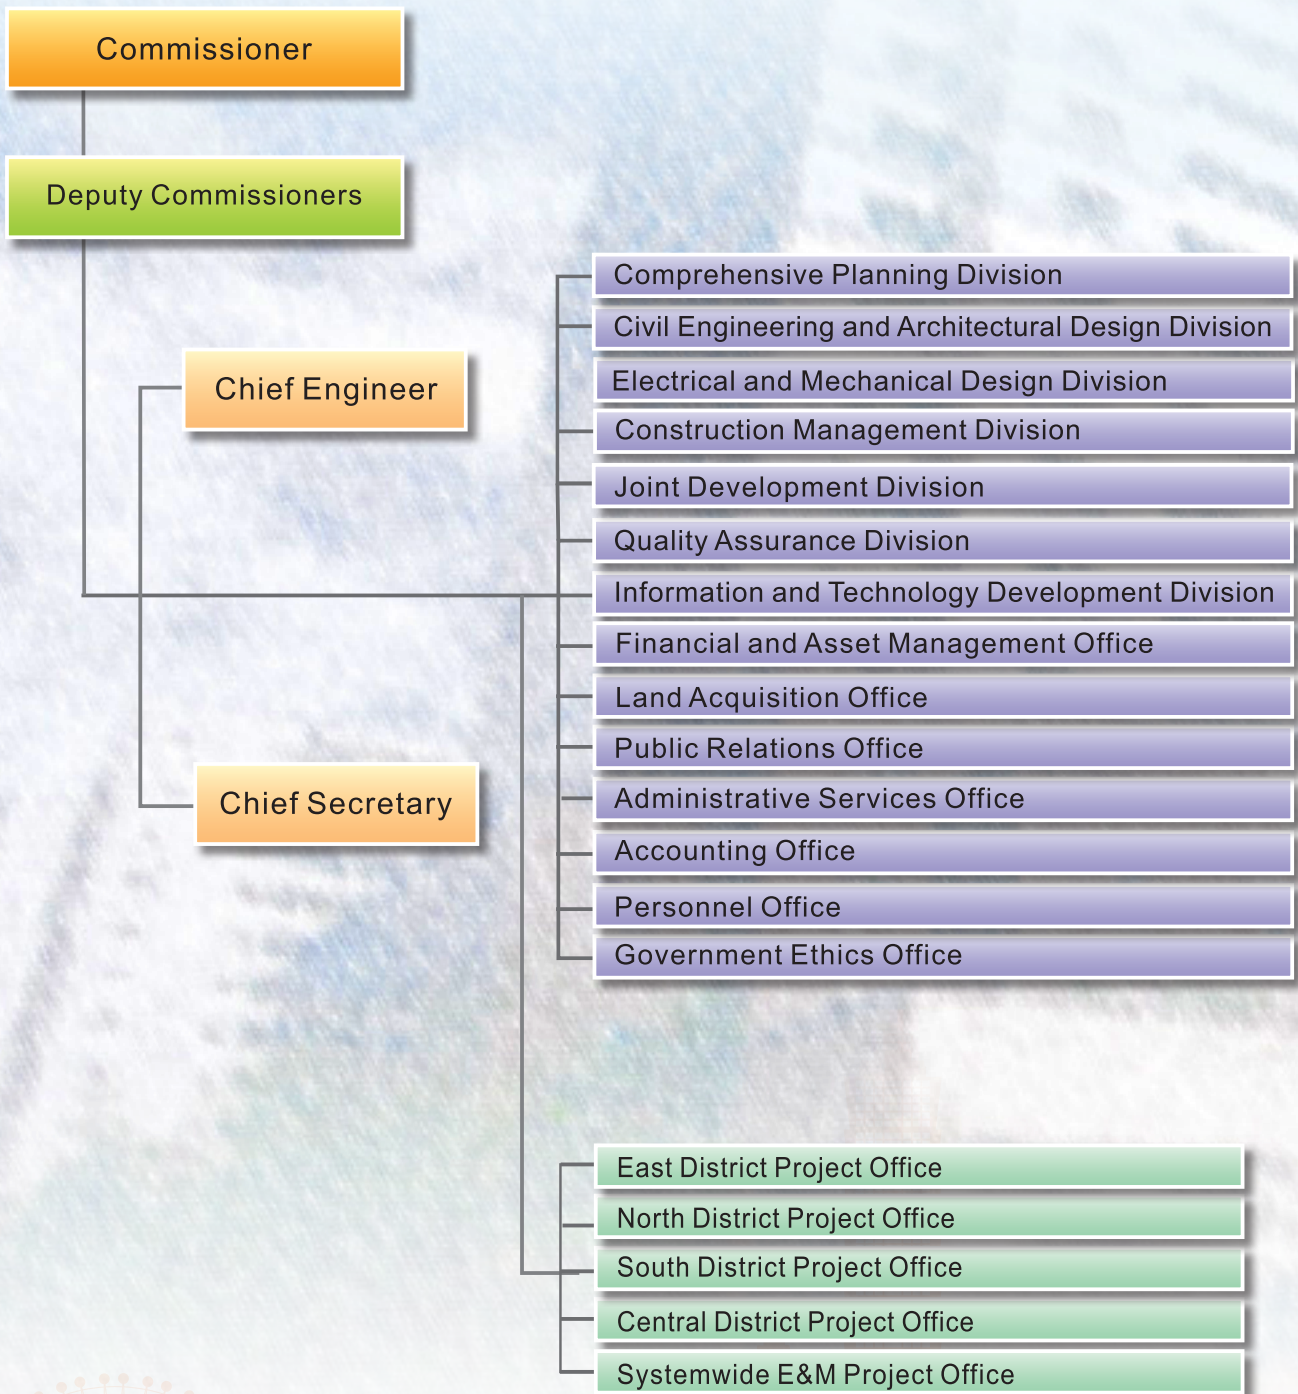 Commissioner
Deputy Commissioners
Comprehensive Planning Division
Civil Engineering and Architectural Design Division
Chief Engineer
Electrical and Mechanical Design Division
Construction Management Division
Joint Development Division
Quality Assurance Division
Information and Technology Development Division
Financial and Asset Management Office
Land Acquisition Office
Public Relations Office
Chief Secretary
Administrative Services Office
Accounting Office
Personnel Office
Government Ethics Office
East District Project Office
North District Project Office
South District Project Office
Central District Project Office
Systemwide E&M Project Office